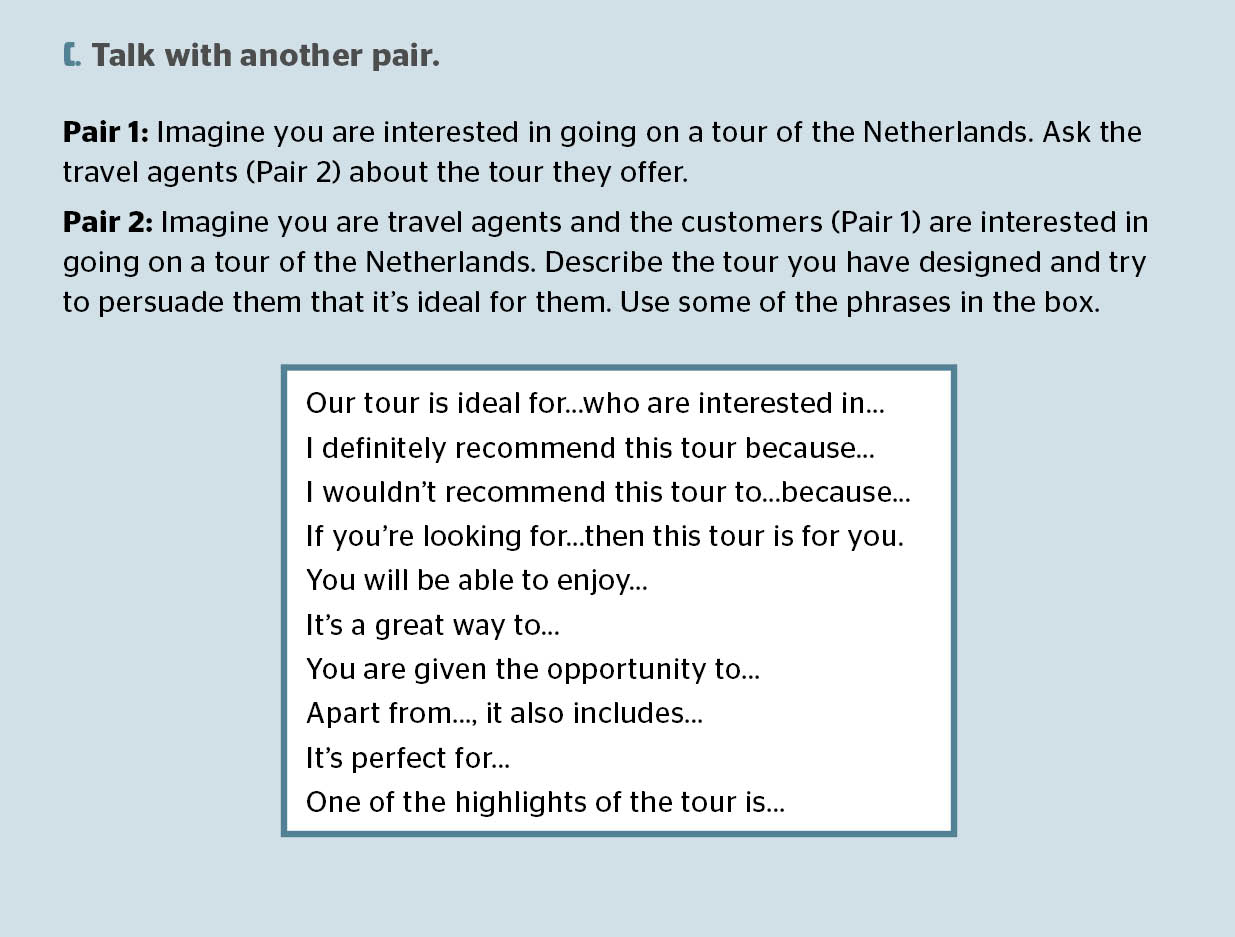 C. Talk with another pair.
Pair 1: Imagine you are interested in going on a tour of the Netherlands. Ask the
travel agents (Pair 2) about the tour they offer.
Pair 2: Imagine you are travel agents and the customers (Pair 1) are interested in
going on a tour of the Netherlands. Describe the tour you have designed and try
to persuade them that it’s ideal for them. Use some of the phrases in the box.
Our tour is ideal for...who are interested in...
I definitely recommend this tour because...
I wouldn’t recommend this tour to...because...
If you’re looking for...then this tour is for you.
You will be able to enjoy...
It’s a great way to...
You are given the opportunity to...
Apart from..., it also includes...
It’s perfect for...
One of the highlights of the tour is...